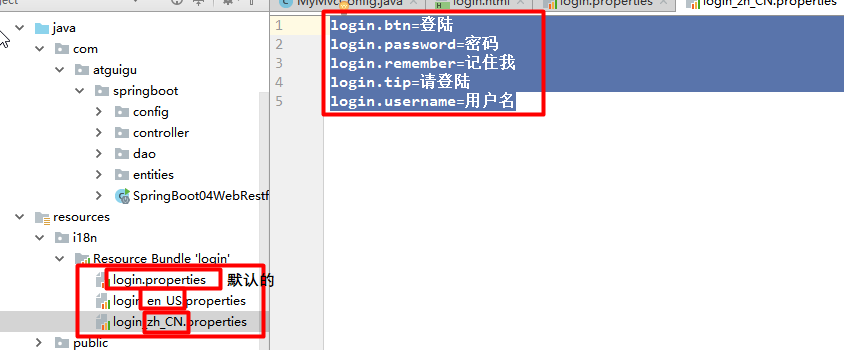 MyMvcConfig.java
login.html
login.properties
login_zh_CN.properties
java
com
atguigu
springboot
config
controller
dao
entities
SpringBoot04WebRestf
resources
i18n
Resource Bundle 'login'
login.properties 默认的
login_en_US.properties
login_zh_CN.properties
public
1 login.btn=登陆
2 login.password=密码
3 login.remember=记住我
4 login.tip=请登陆
5 login.username=用户名